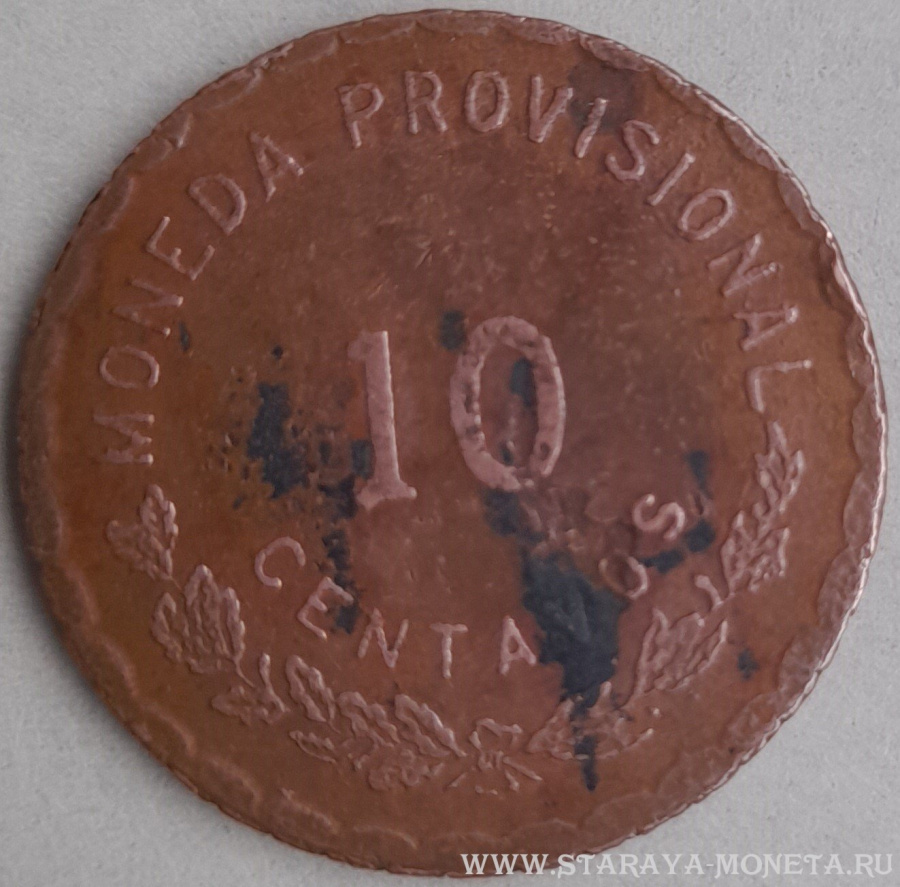 MONEDA PROVISIONAL
10
CENTAVOS
WWW.STARAYA-MONETA.RU